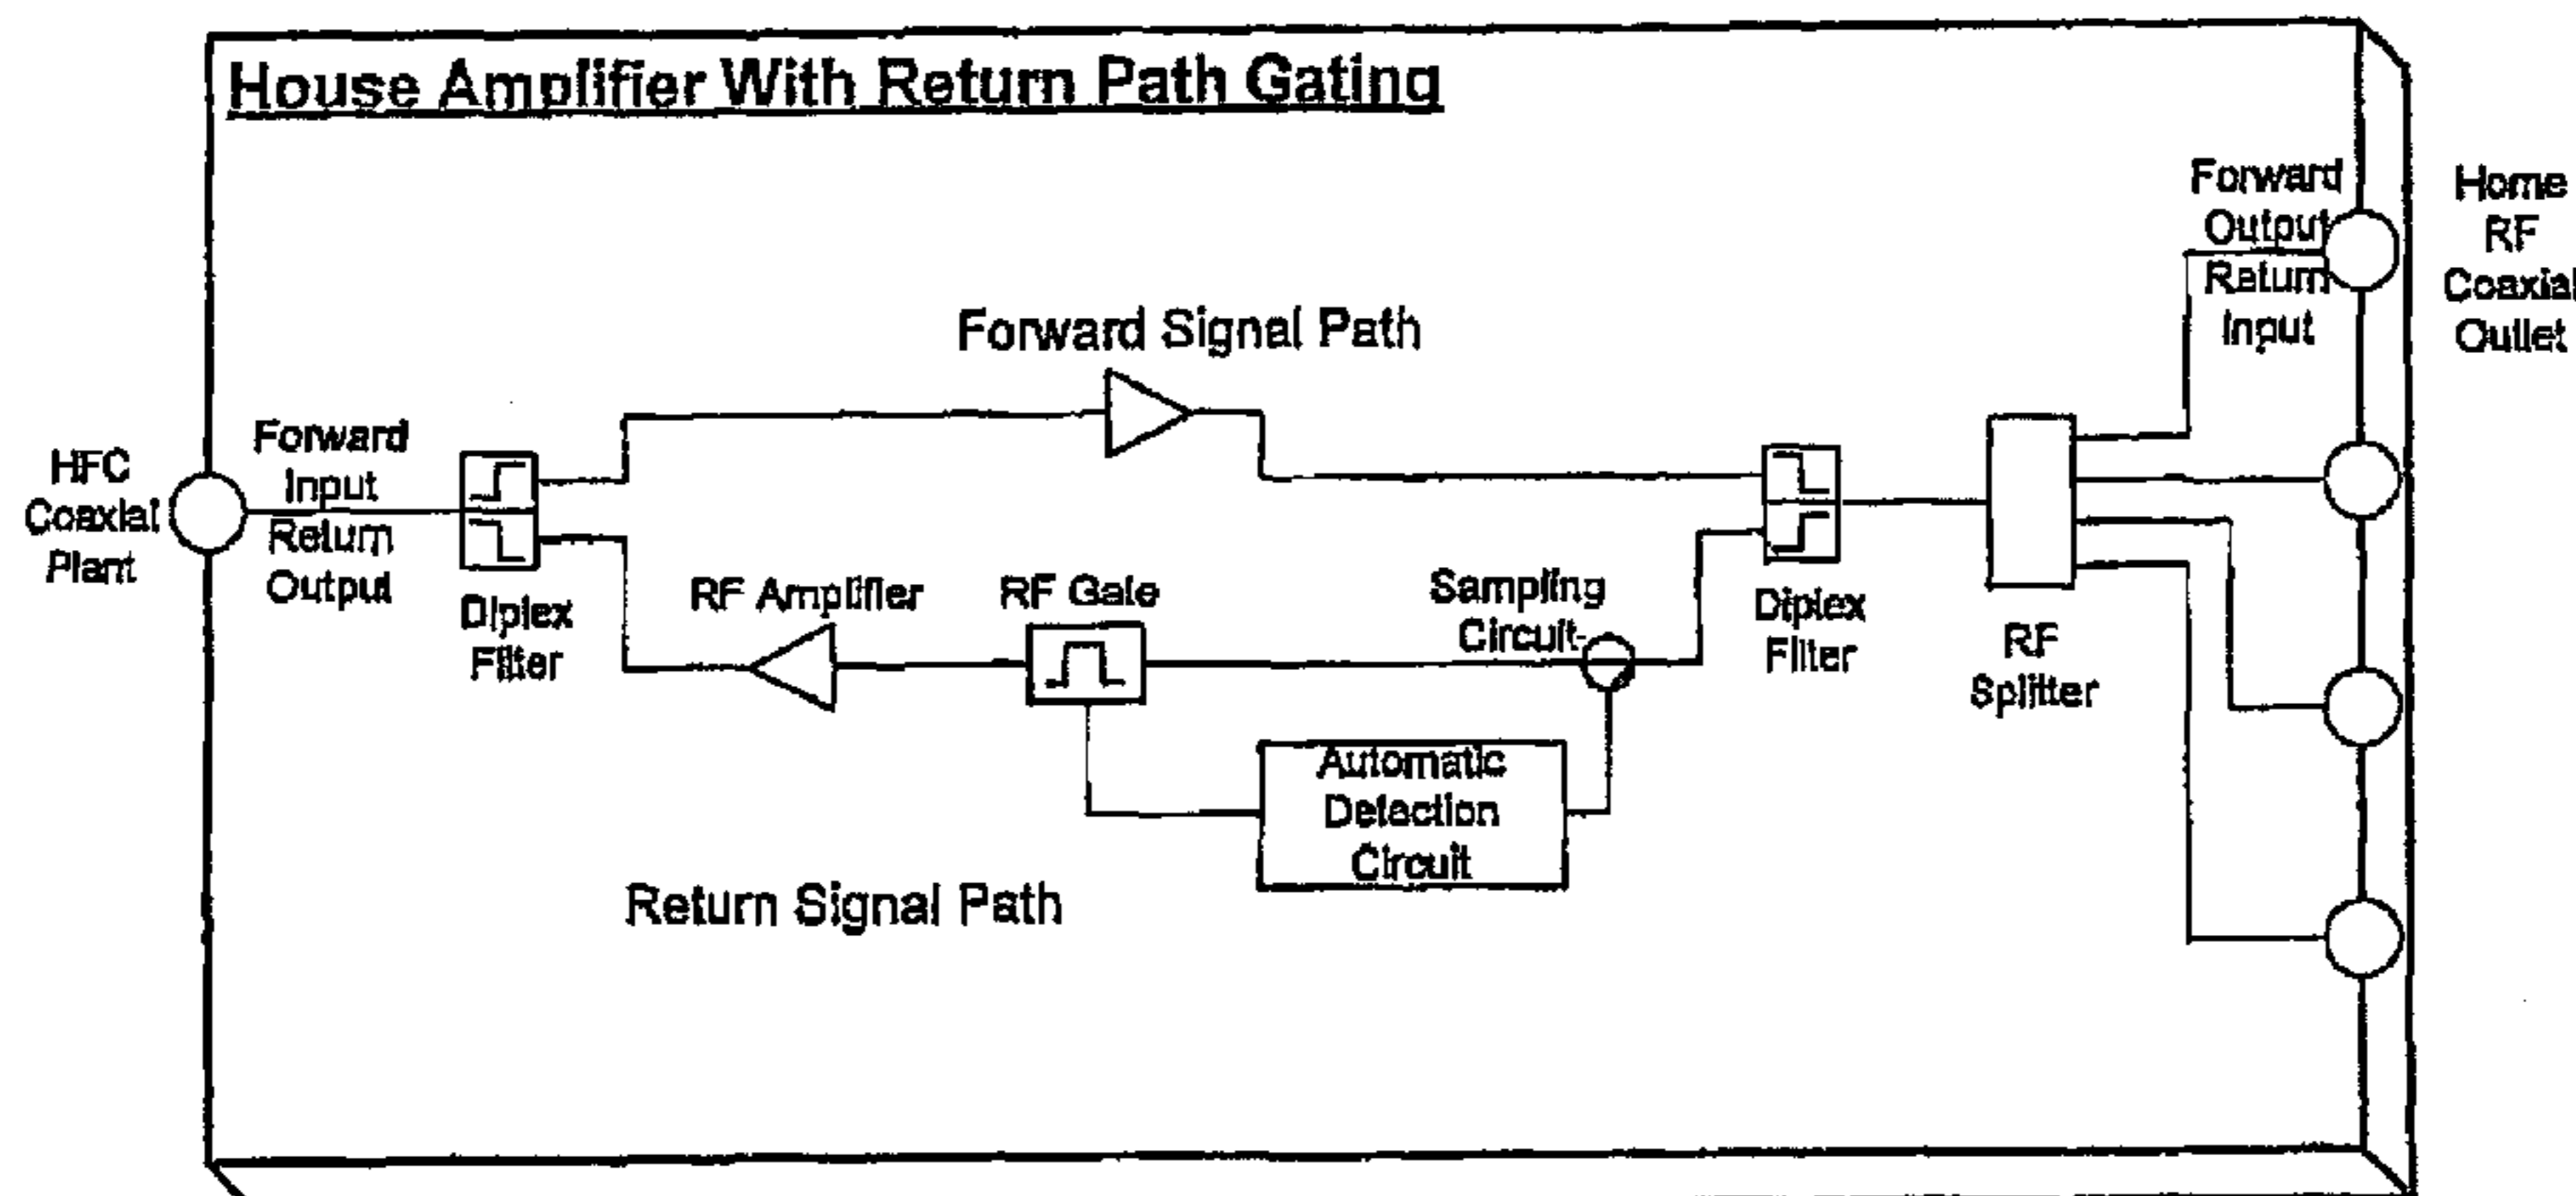 House Amplifier With Return Path Gating
Forward
Output
Return
Input
Home
RF
Coaxial
Outlet
Forward Signal Path
HFC
Coaxial
Plant
Forward
Input
Return
Output
Diplex
Filter
RF Amplifier
RF Gate
Sampling
Circuit
Diplex
Filter
RF
Splitter
Automatic
Detection
Circuit
Return Signal Path